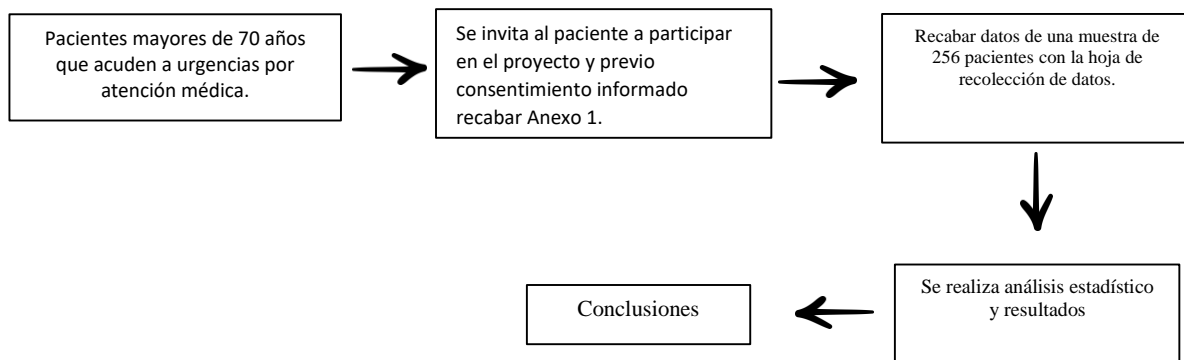 Pacientes mayores de 70 años
que acuden a urgencias por
atención médica.
Se invita al paciente a participar
en el proyecto y previo
consentimiento informado
recabar Anexo 1.
Recabar datos de una muestra de
256 pacientes con la hoja de
recolección de datos.
Se realiza análisis estadístico
y resultados
Conclusiones